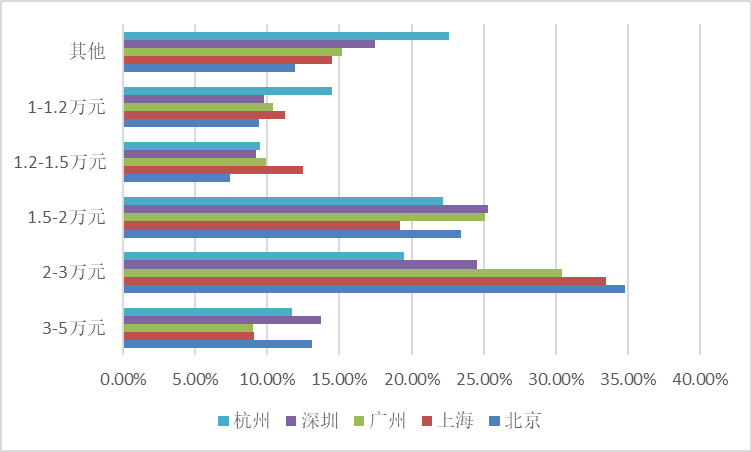 其他
1-1.2万元
1.2-1.5万元
1.5-2万元
2-3万元
3-5万元
0.00% 5.00% 10.00% 15.00% 20.00% 25.00% 30.00% 35.00% 40.00%
杭州 深圳 广州 上海 北京